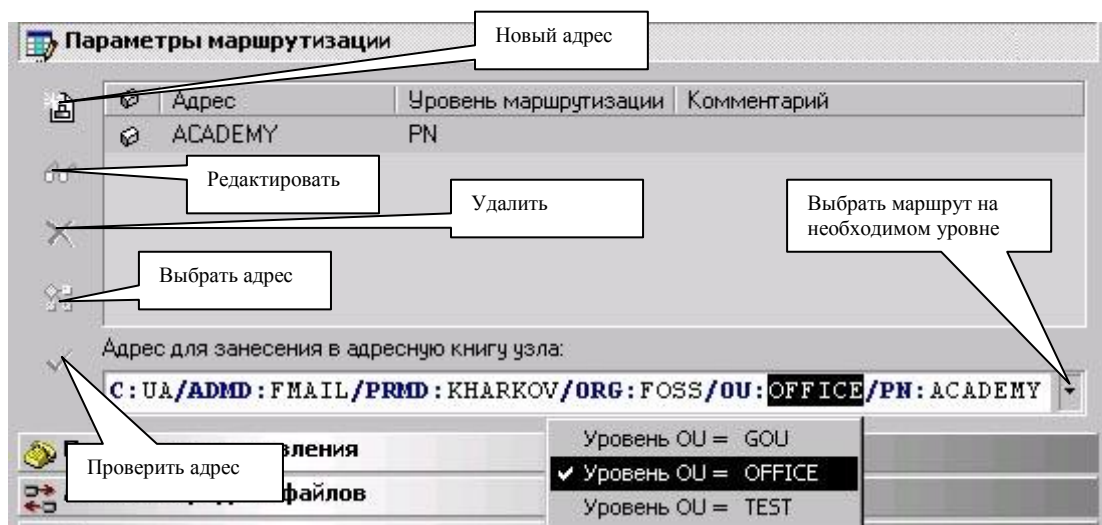 Параметры маршрутизации
Новый адрес
Адрес Уровень маршрутизации Комментарий
ACADEMY PN
Редактировать
Удалить
Выбрать маршрут на
необходимом уровне
Выбрать адрес
Адрес для занесения в адресную книгу узла:
C:UA/ADMD:FMAIL/PRMD:KHARKOV/ORG:FOSS/OU:OFFICE/PN:ACADEMY
Проверить адрес
вления
файлов
Уровень OU = GOU
Уровень OU = OFFICE
Уровень OU = TEST